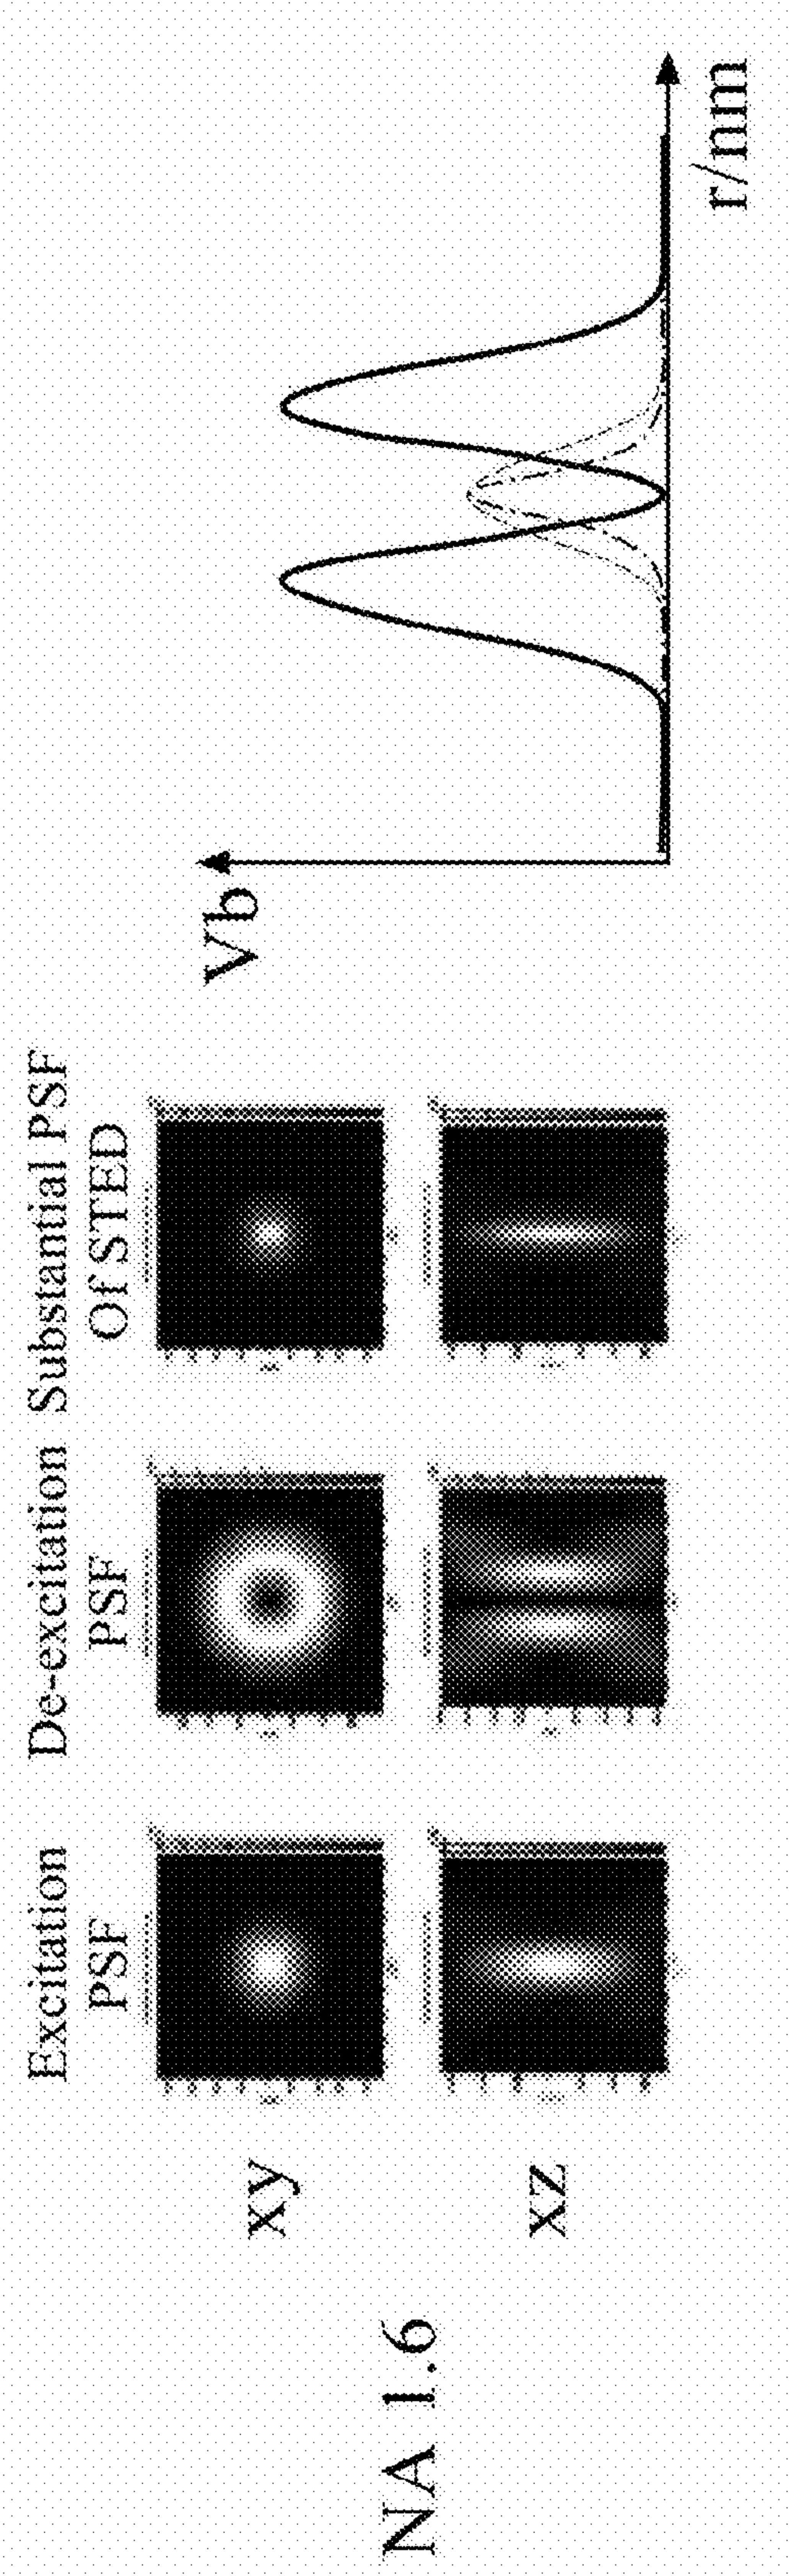 Excitation PSF
De-excitation PSF
Substantial PSF Of STED
NA 1.6
xy
xz
Vb
r/nm